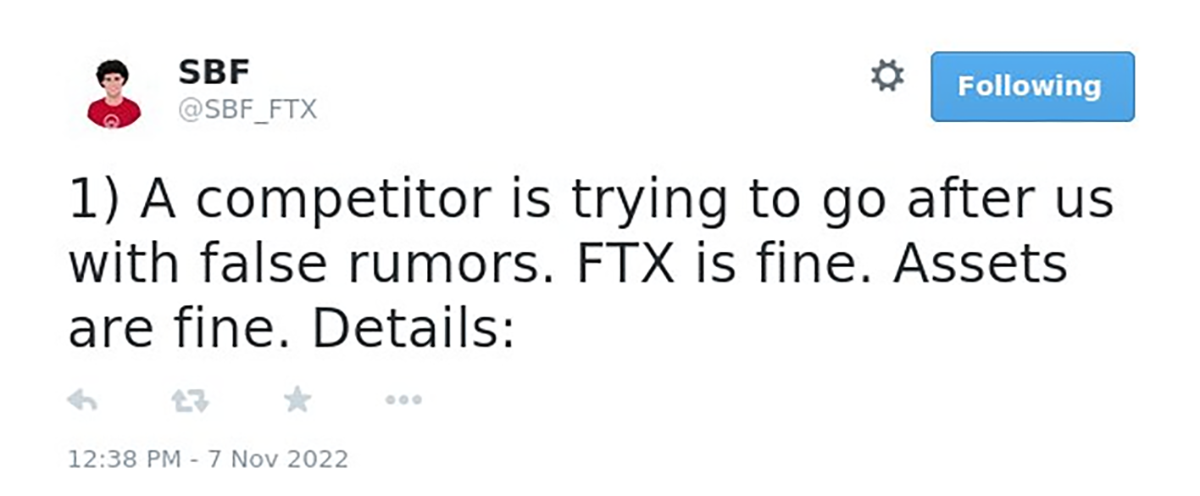 SBF
@SBF_FTX
Following
1) A competitor is trying to go after us
with false rumors. FTX is fine. Assets
are fine. Details:
12:38 PM - 7 Nov 2022